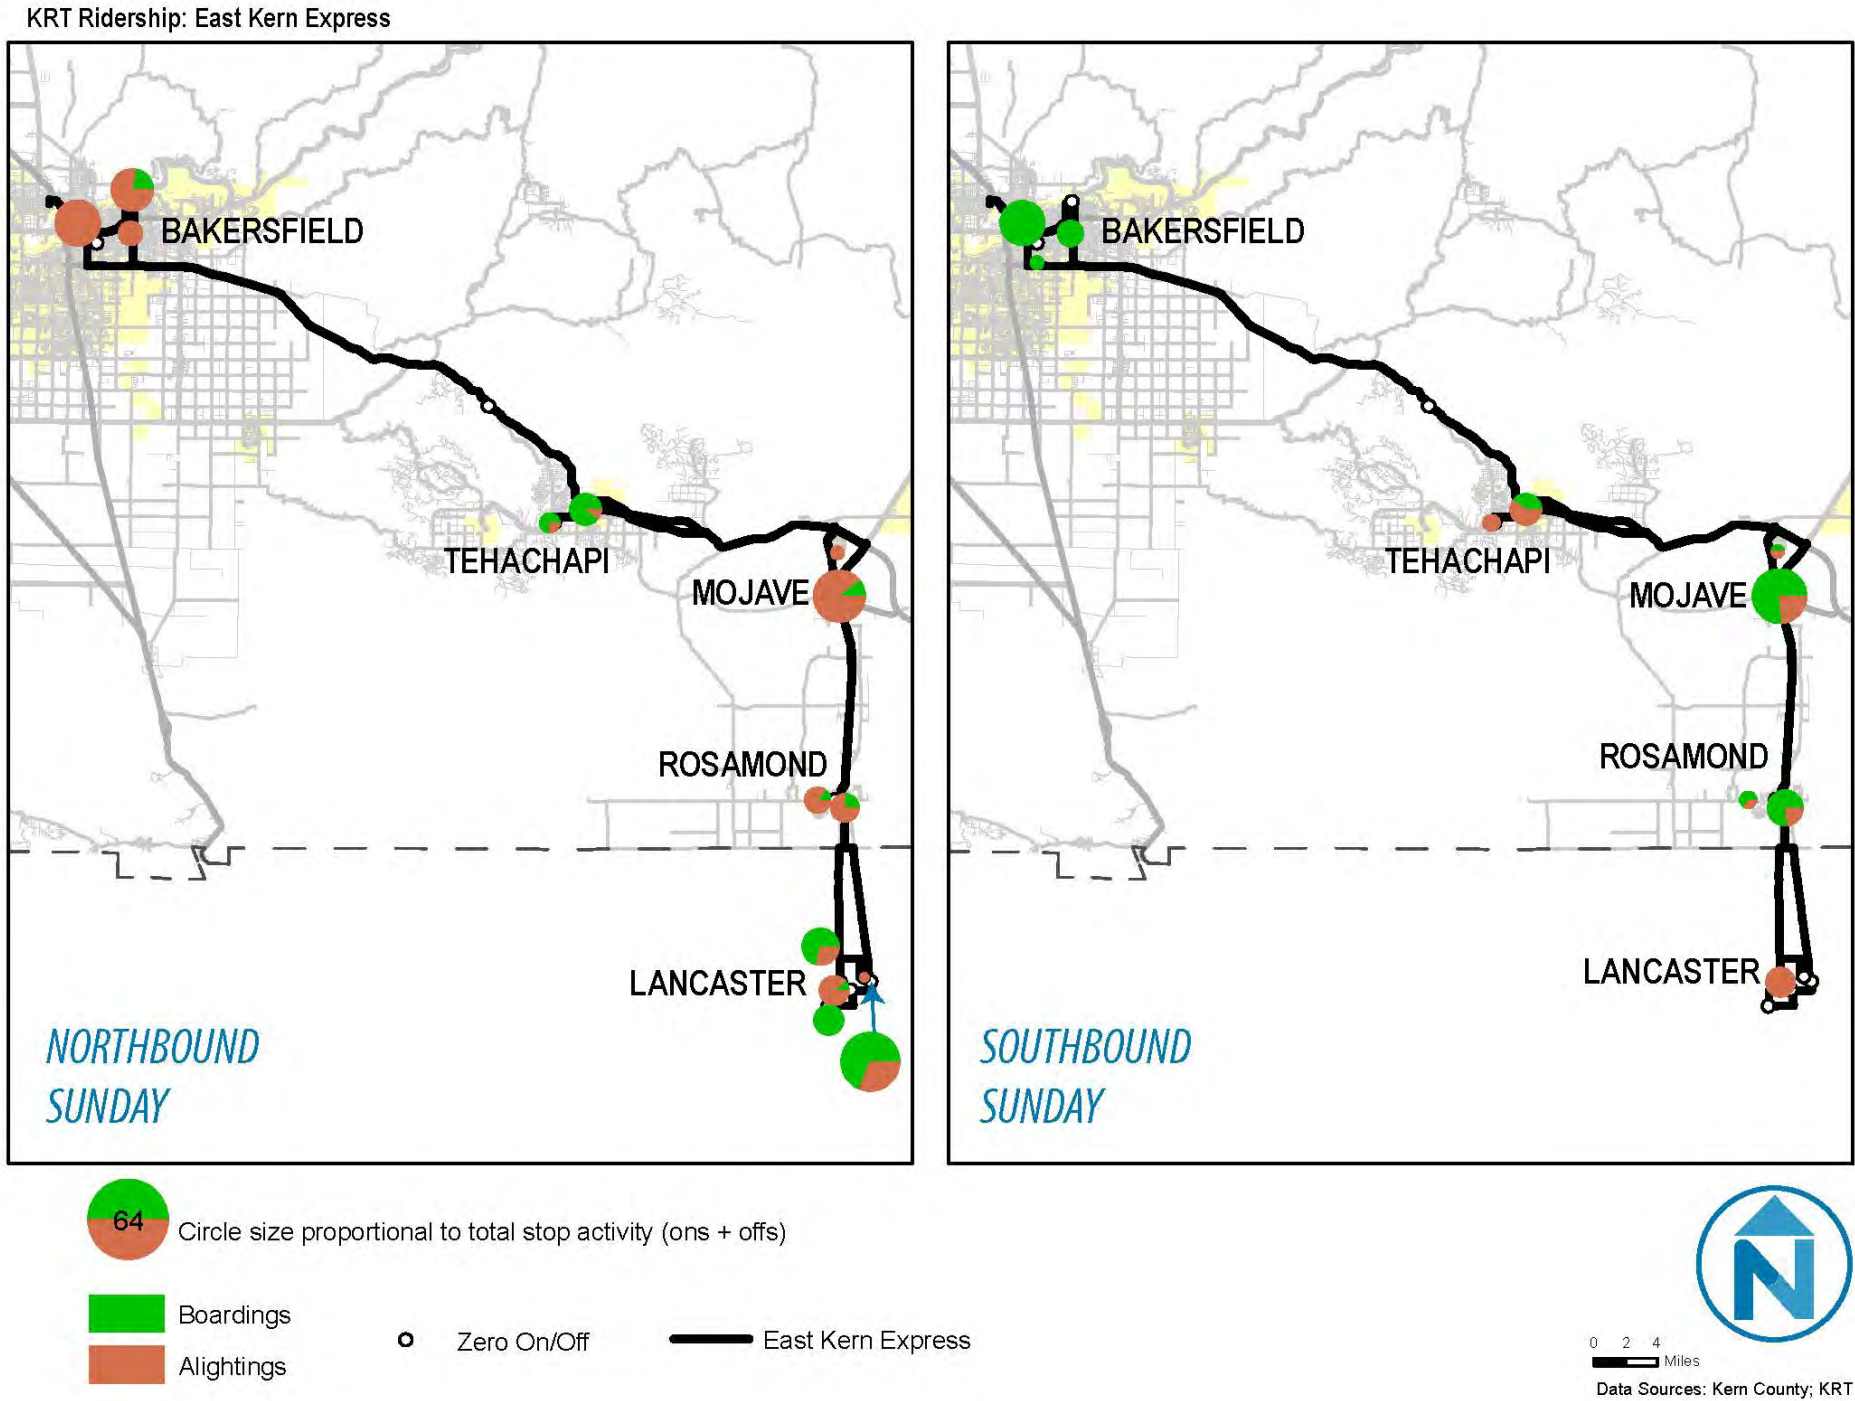 KRT Ridership: East Kern Express
BAKERSFIELD
TEHACHAPI
MOJAVE
ROSAMOND
LANCASTER
NORTHBOUND
SUNDAY
BAKERSFIELD
TEHACHAPI
MOJAVE
ROSAMOND
LANCASTER
SOUTHBOUND
SUNDAY
64
Circle size proportional to total stop activity (ons + offs)
Boardings
Alightings
Zero On/Off
East Kern Express
N
0 2 4
Miles
Data Sources: Kern County; KRT